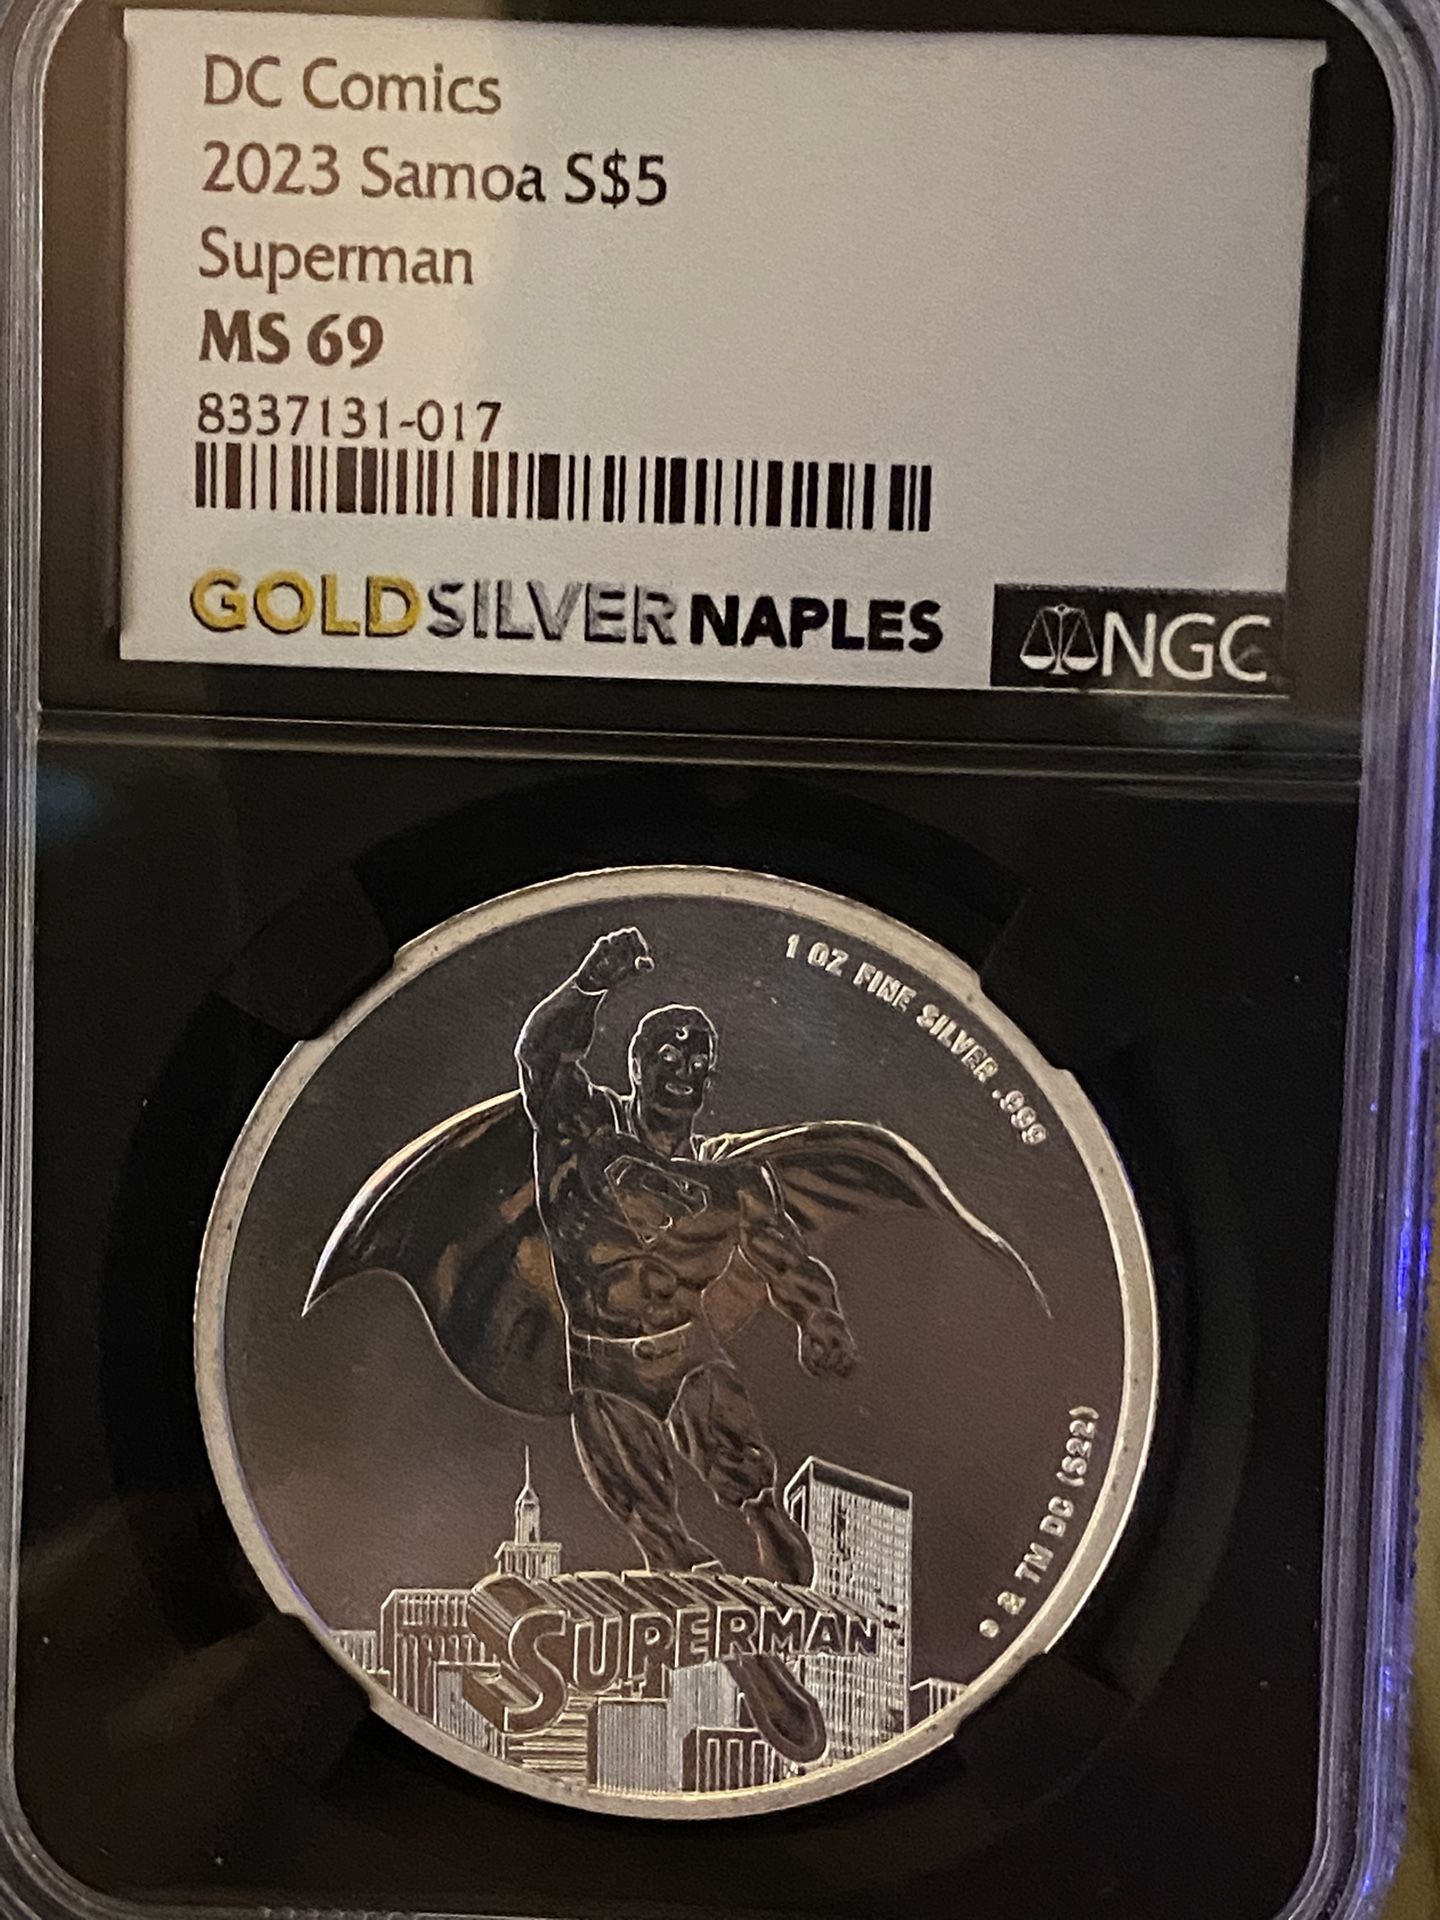 DC Comics
2023 Samoa S$5
Superman
MS 69
8337131-017
GOLDSILVERNAPLES
NGC
1 OZ FINE SILVER .999
© & TM DC (S22)
SUPERMAN